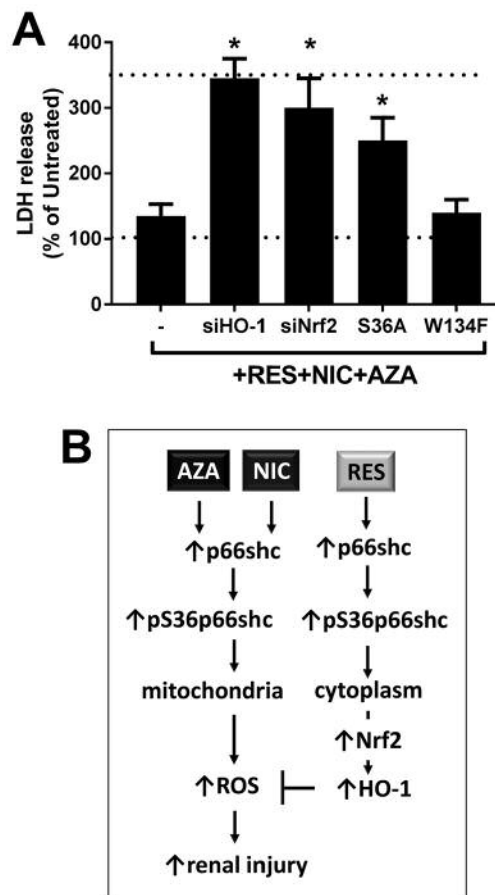 A
LDH release
(% of Untreated)
400
300
200
100
0
* * *
- siHO-1 siNrf2 S36A W134F
+RES+NIC+AZA
B
AZA NIC RES
↑p66shc ↑p66shc
↑pS36p66shc ↑pS36p66shc
mitochondria cytoplasm
↑Nrf2
↑ROS ↑HO-1
↑renal injury